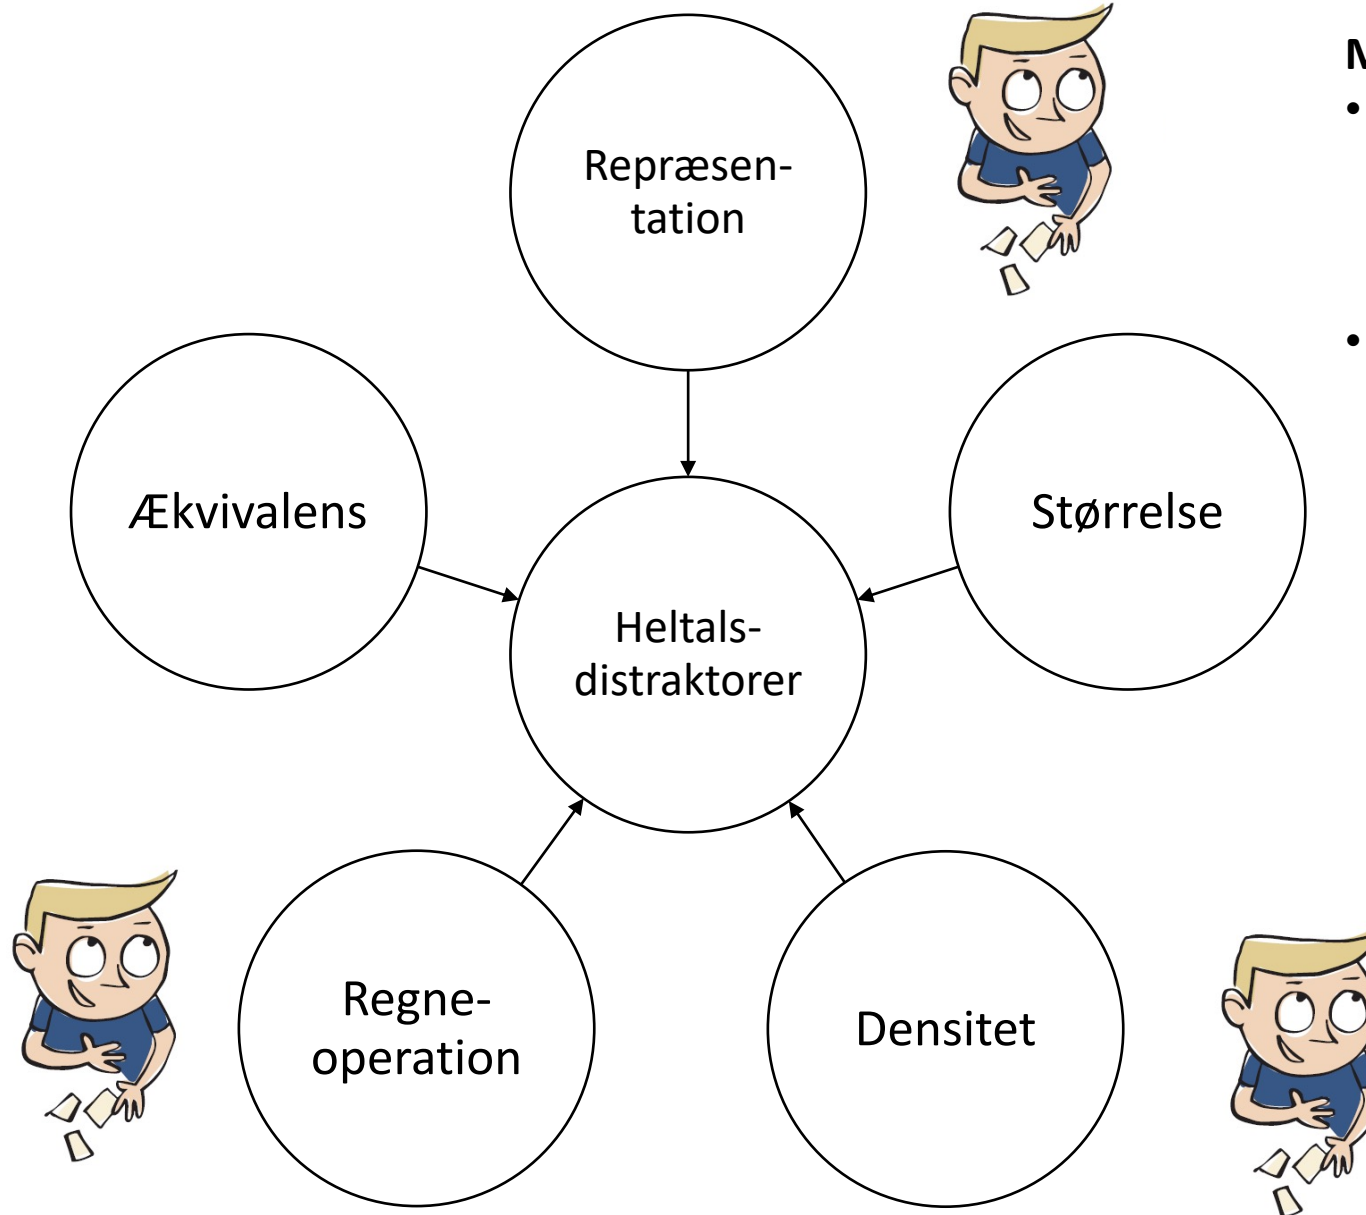 Repræsen-
tation
Ækvivalens
Størrelse
Heltals-
distraktorer
Regne-
operation
Densitet